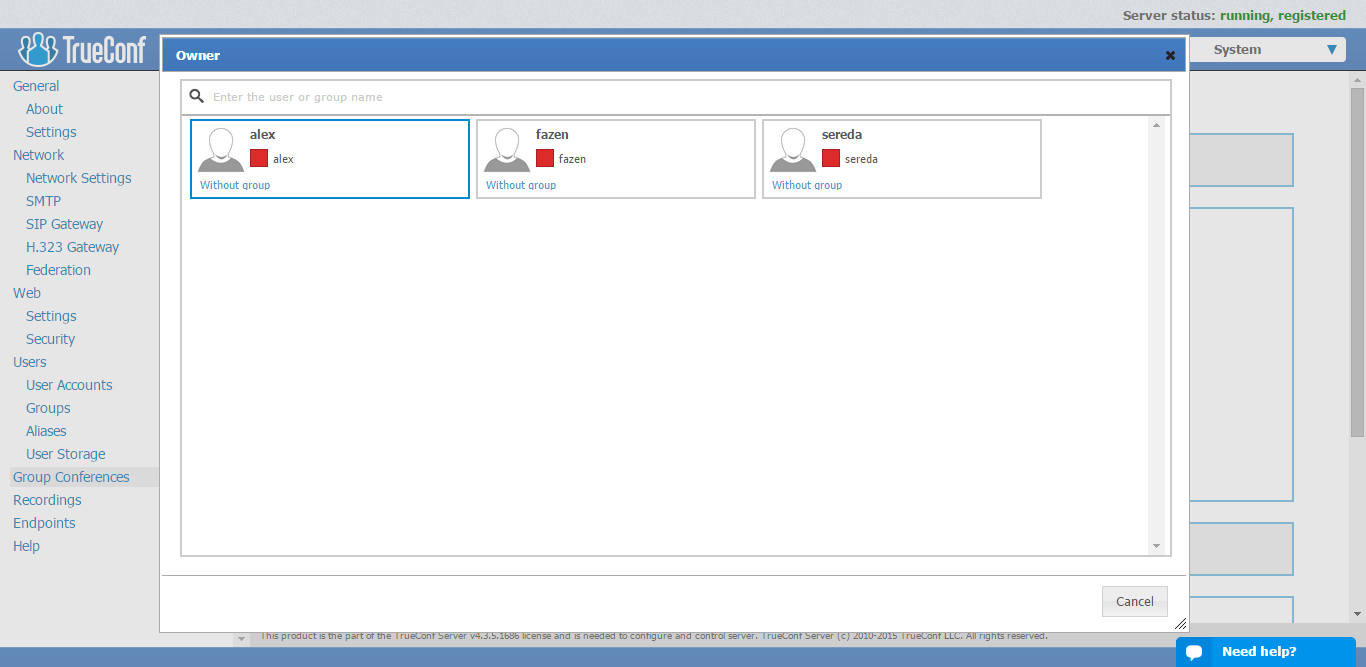 Server status: running, registered
TrueConf
Owner
System
General
About
Settings
Network
Network Settings
SMTP
SIP Gateway
H.323 Gateway
Federation
Web
Settings
Security
Users
User Accounts
Groups
Aliases
User Storage
Group Conferences
Recordings
Endpoints
Help
Enter the user or group name
alex
alex
Without group
fazen
fazen
Without group
sereda
sereda
Without group
Cancel
This product is the part of the TrueConf Server v4.3.5.1686 license and is needed to configure and control server. TrueConf Server (c) 2010-2015 TrueConf LLC. All rights reserved.
Need help?